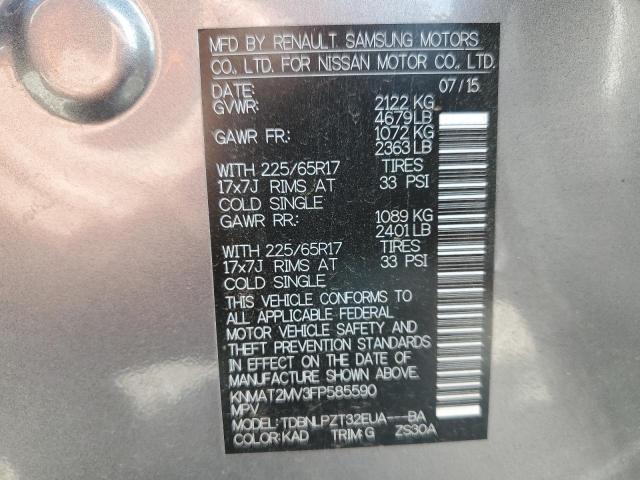 MFD BY RENAULT SAMSUNG MOTORS
CO., LTD. FOR NISSAN MOTOR CO., LTD.
DATE: 07/15
GVWR: 2122 KG
4679 LB
GAWR FR: 1072 KG
2363 LB
WITH 225/65R17 TIRES
17x7J RIMS AT 33 PSI
COLD SINGLE
GAWR RR: 1089 KG
2401 LB
WITH 225/65R17 TIRES
17x7J RIMS AT 33 PSI
COLD SINGLE
THIS VEHICLE CONFORMS TO
ALL APPLICABLE FEDERAL
MOTOR VEHICLE SAFETY AND
THEFT PREVENTION STANDARDS
IN EFFECT ON THE DATE OF
MANUFACTURE SHOWN ABOVE.
KNMAT2MV3FP585590
MPV
MODEL: TDBNLPZT32EUA---BA
COLOR: KAD TRIM: G ZS30A